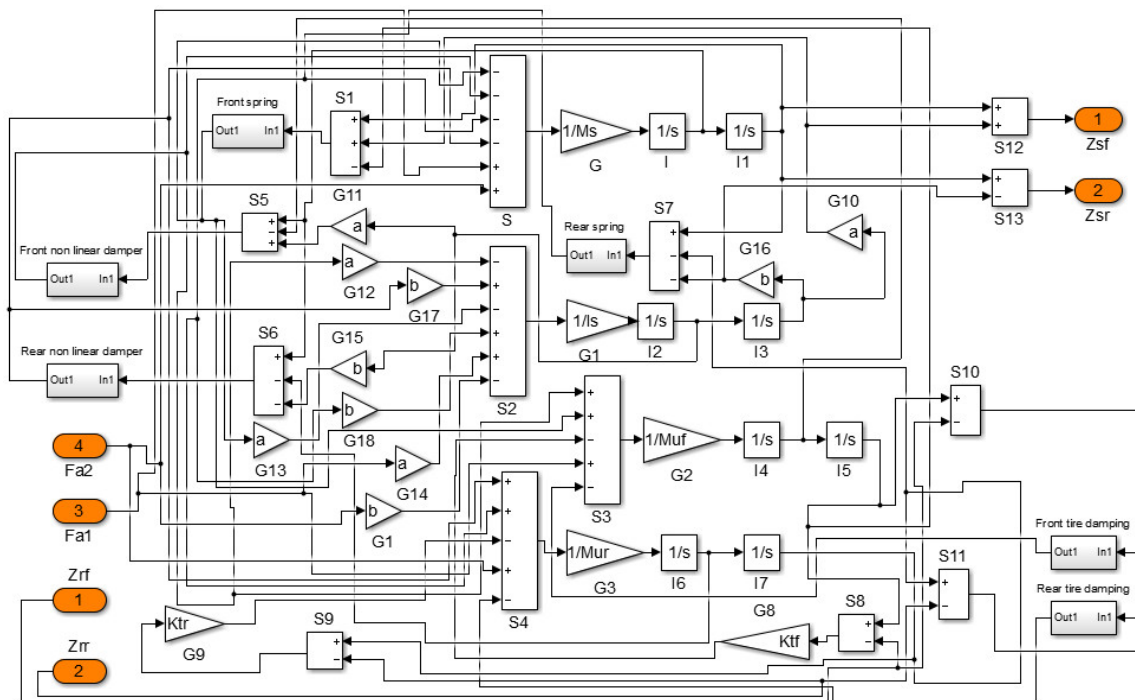 Front spring
Out1 In1
S1
+
+
−
−
−
−
−
+
+
S
1/Ms
G
1/s
I
1/s
I1
+
+
S12
1
Zsf
+
−
S13
2
Zsr
G11
S5
+
−
+
a
Front non linear damper
Out1 In1
a
G12
b
G17
−
+
−
+
+
−
S2
Rear spring
Out1 In1
S7
+
−
−
G16
b
G10
a
1/Is
G1
1/s
I2
1/s
I3
Rear non linear damper
Out1 In1
S6
+
−
−
G15
b
b
G18
a
G13
a
G14
b
G1
4
Fa2
3
Fa1
+
+
−
+
−
S3
1/Muf
G2
1/s
I4
1/s
I5
S10
+
−
+
+
−
+
−
S4
1/Mur
G3
1/s
I6
1/s
I7
G8
Front tire damping
Out1 In1
S11
+
−
Rear tire damping
Out1 In1
Zrf
1
Zrr
2
Ktr
G9
S9
+
−
Ktf
S8
+
−